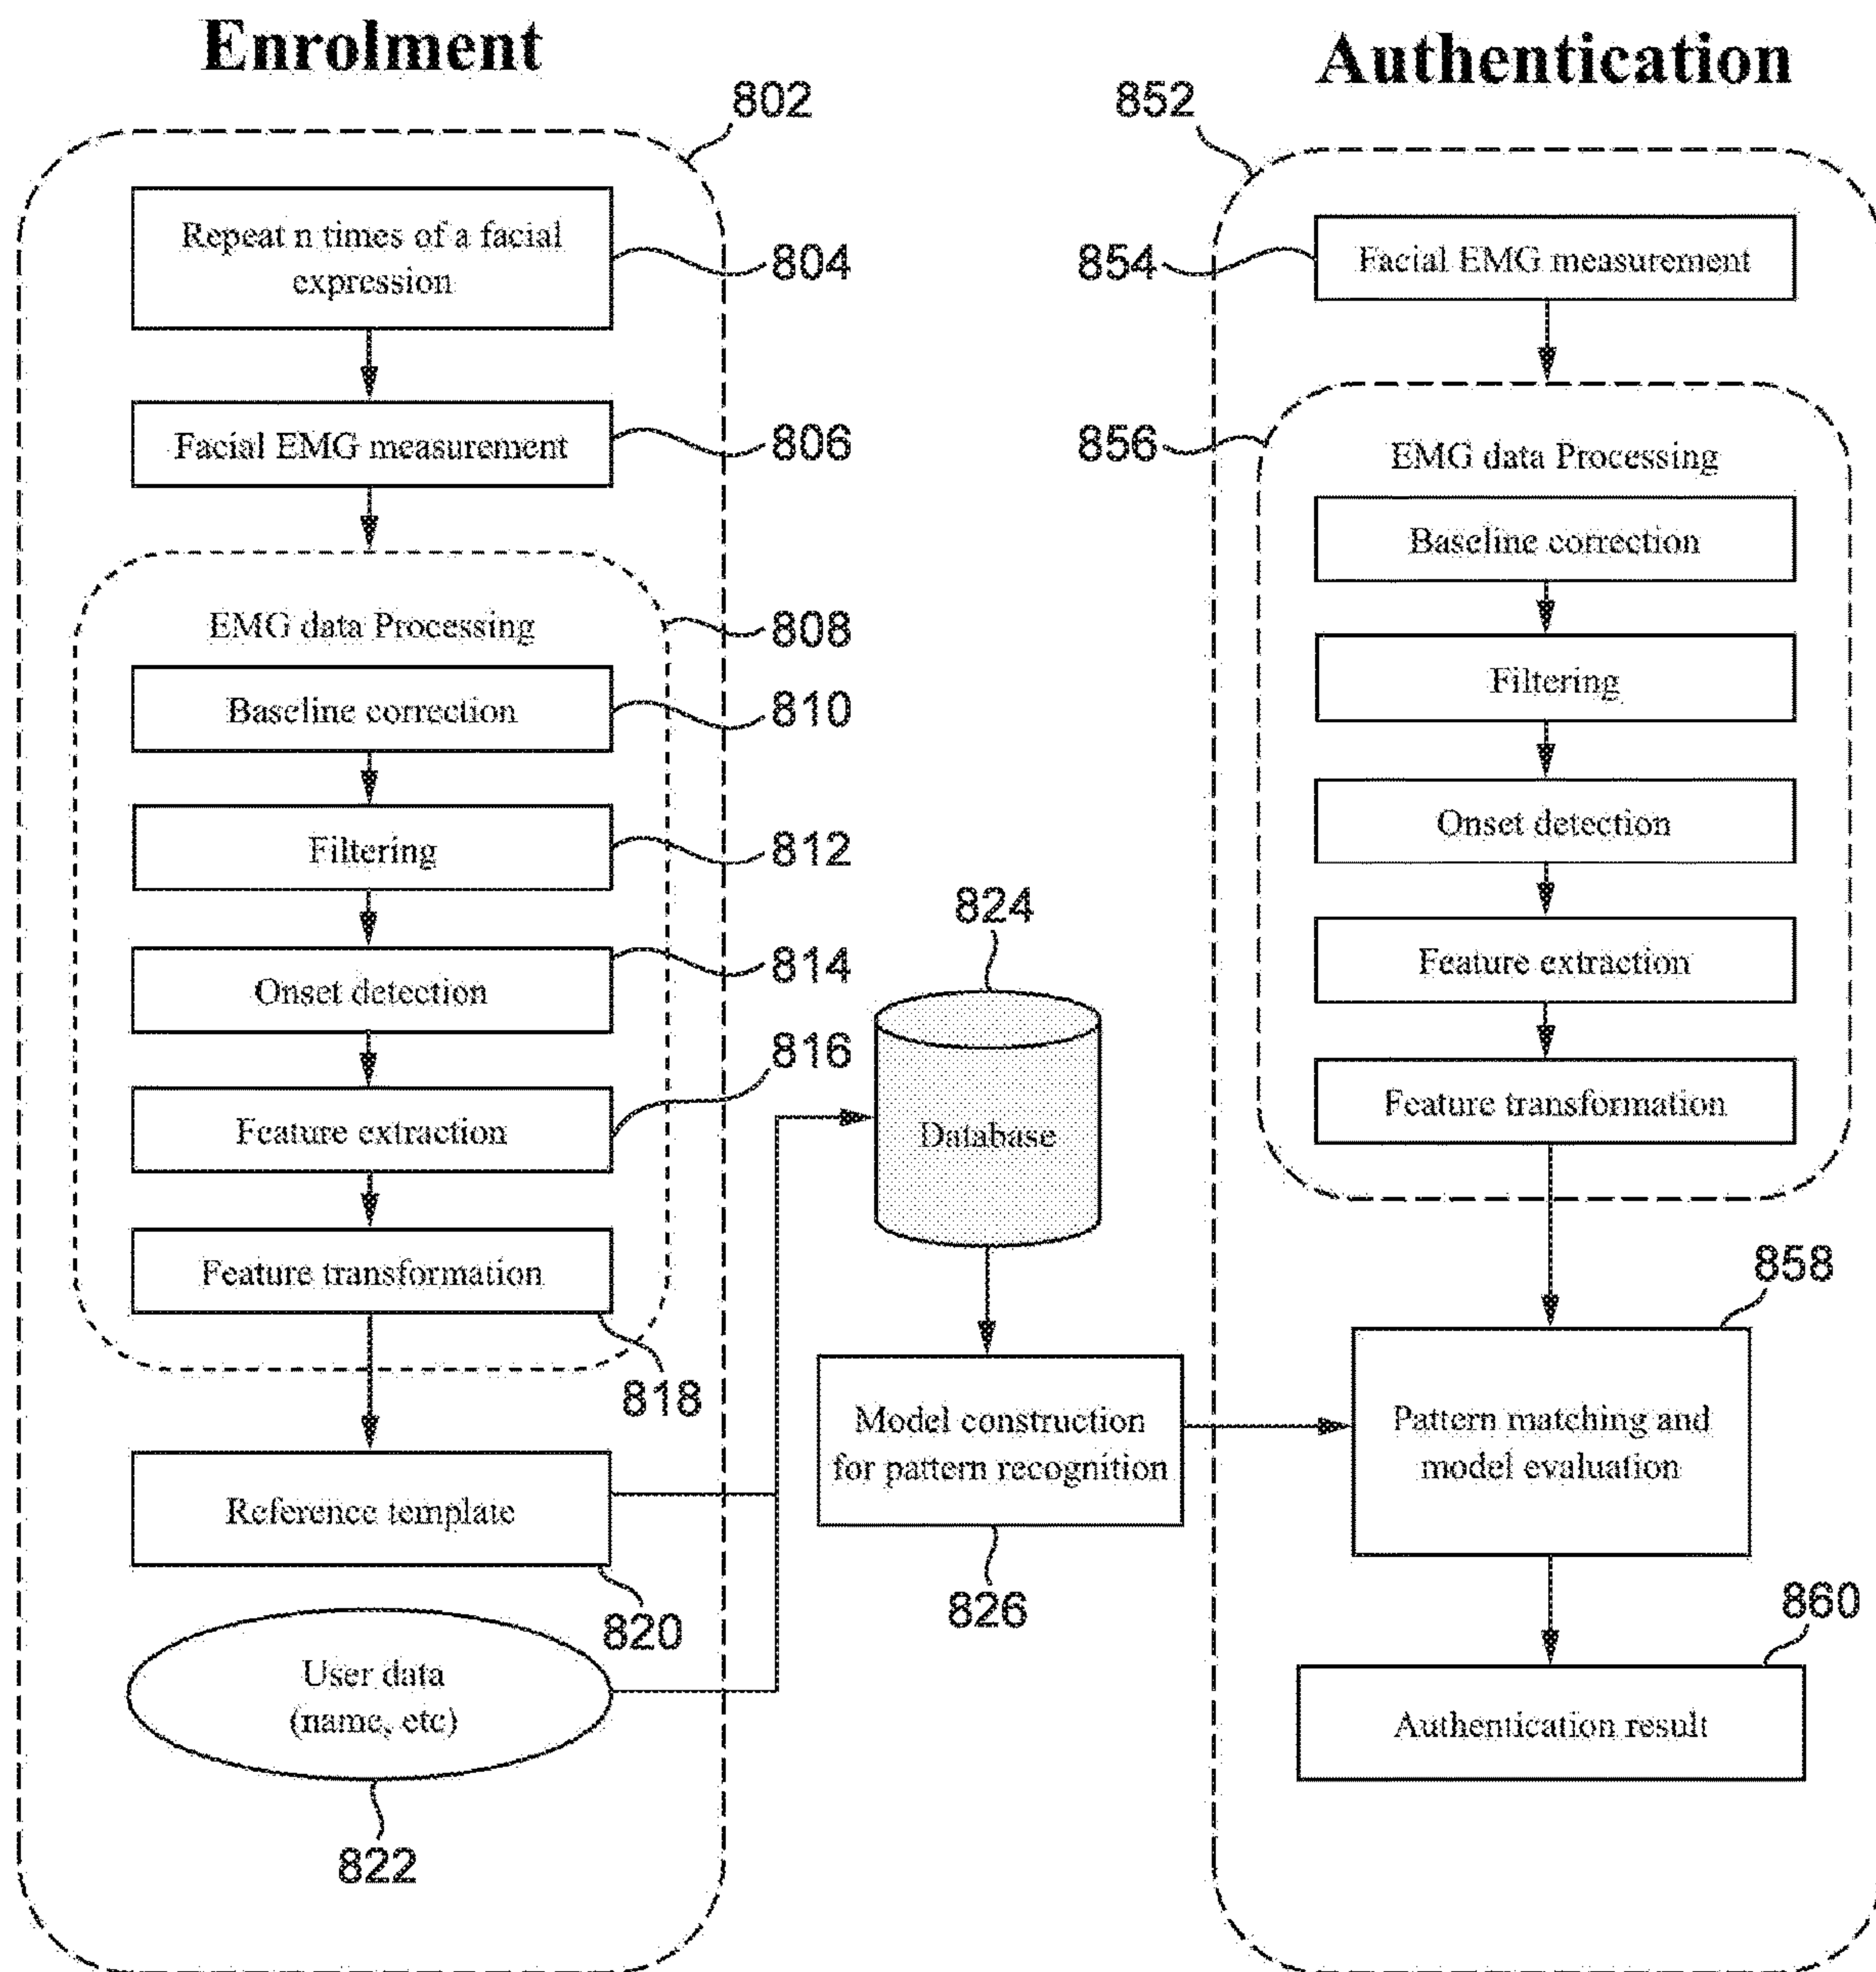 Enrolment
802
Repeat n times of a facial
expression
804
Facial EMG measurement
806
EMG data Processing
808
Baseline correction
810
Filtering
812
Onset detection
814
Feature extraction
816
Feature transformation
818
Reference template
820
User data
(name, etc)
822
824
Database
Model construction
for pattern recognition
826
Authentication
852
854
Facial EMG measurement
856
EMG data Processing
Baseline correction
Filtering
Onset detection
Feature extraction
Feature transformation
858
Pattern matching and
model evaluation
860
Authentication result